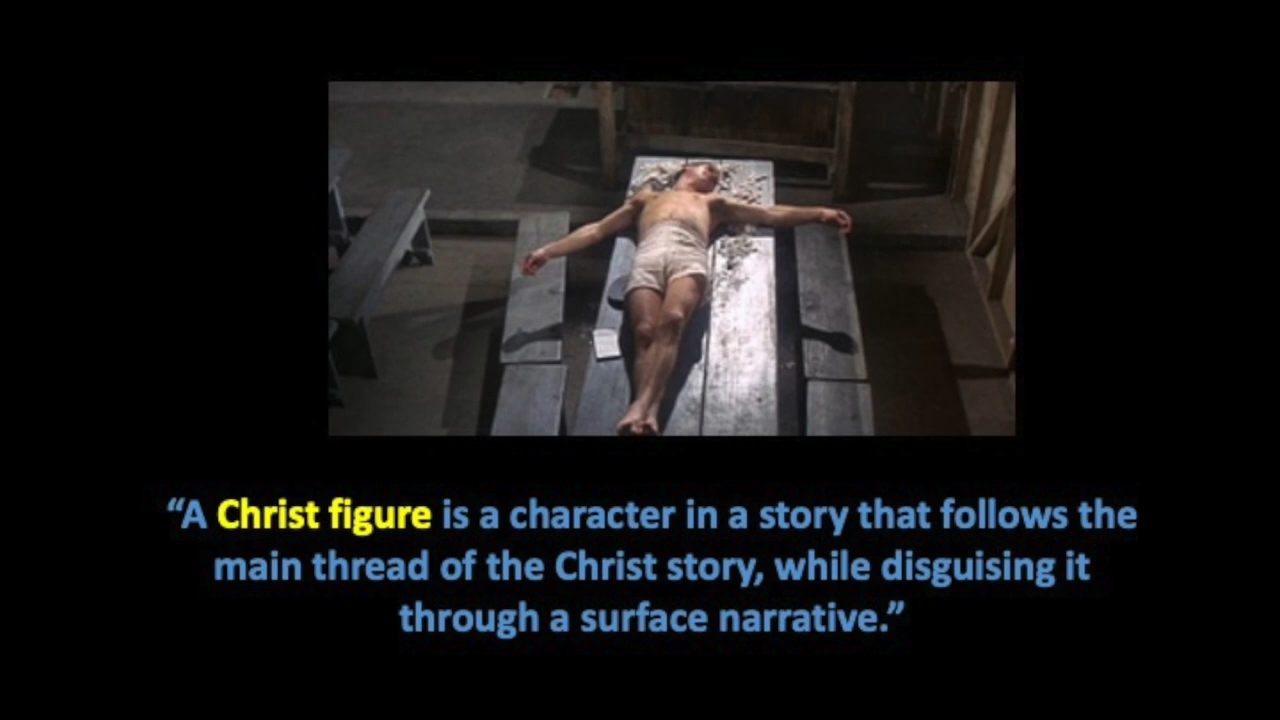 “A Christ figure is a character in a story that follows the
main thread of the Christ story, while disguising it
through a surface narrative.”